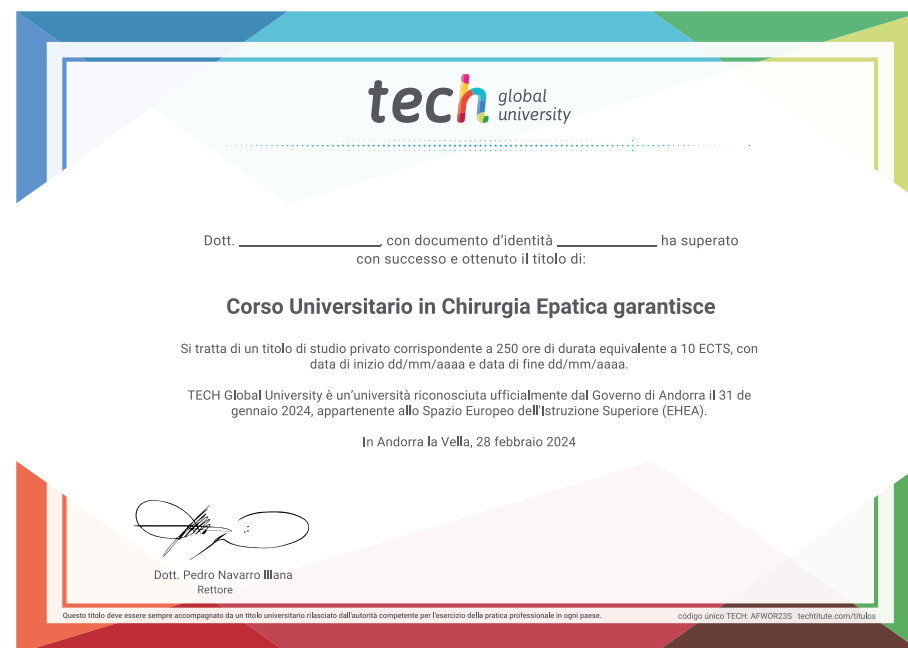 tech global university
Dott. ____________________, con documento d'identità ______________ ha superato
con successo e ottenuto il titolo di:
Corso Universitario in Chirurgia Epatica garantisce
Si tratta di un titolo di studio privato corrispondente a 250 ore di durata equivalente a 10 ECTS, con
data di inizio dd/mm/aaaa e data di fine dd/mm/aaaa.
TECH Global University è un'università riconosciuta ufficialmente dal Governo di Andorra il 31 de
gennaio 2024, appartenente allo Spazio Europeo dell'Istruzione Superiore (EHEA).
In Andorra la Vella, 28 febbraio 2024
Dott. Pedro Navarro Illana
Rettore
Questo titolo deve essere sempre accompagnato da un titolo universitario rilasciato dall'autorità competente per l'esercizio della pratica professionale in ogni paese.
código único TECH: AFWOR23S techtitute.com/títulos